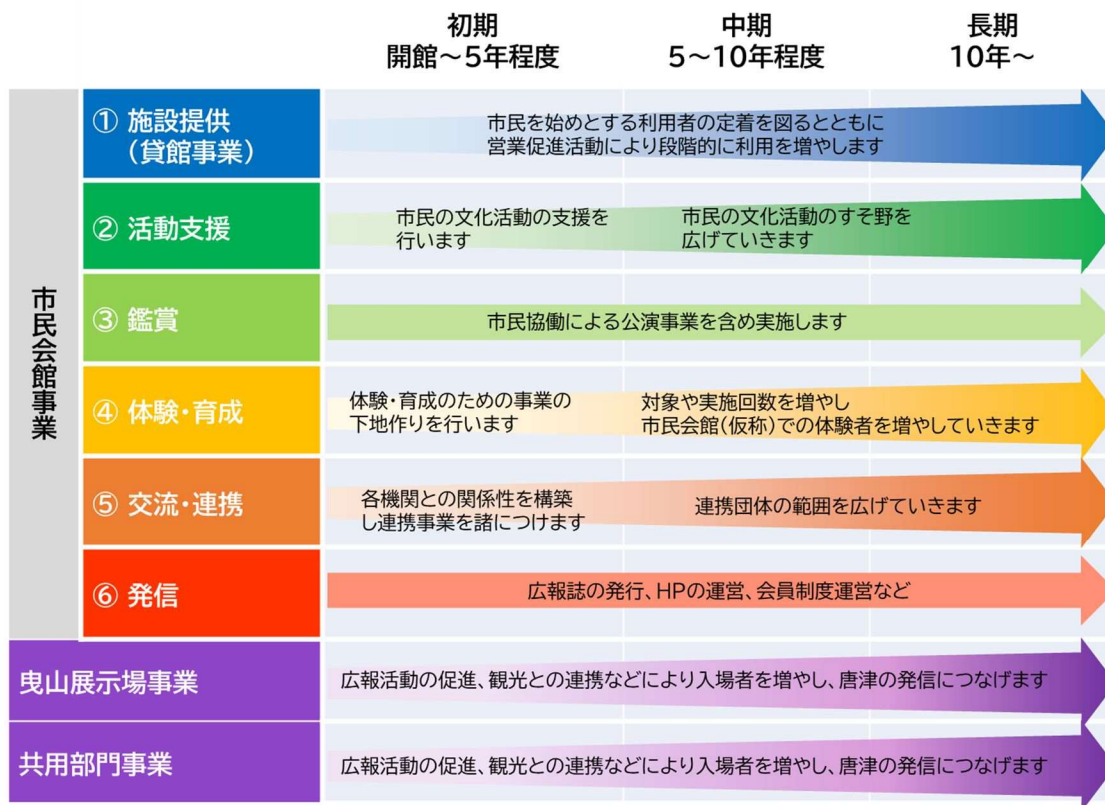 初期
開館～5年程度
中期
5～10年程度
長期
10年～
市民会館事業
① 施設提供
（貸館事業）
市民を始めとする利用者の定着を図るとともに
営業促進活動により段階的に利用を増やします
② 活動支援
市民の文化活動の支援を
行います
市民の文化活動のすそ野を
広げていきます
③ 鑑賞
市民協働による公演事業を含め実施します
④ 体験・育成
体験・育成のための事業の
下地作りを行います
対象や実施回数を増やし
市民会館（仮称）での体験者を増やしていきます
⑤ 交流・連携
各機関との関係性を構築
し連携事業を諸につけます
連携団体の範囲を広げていきます
⑥ 発信
広報誌の発行、HPの運営、会員制度運営など
曳山展示場事業
広報活動の促進、観光との連携などにより入場者を増やし、唐津の発信につなげます
共用部門事業
広報活動の促進、観光との連携などにより入場者を増やし、唐津の発信につなげます